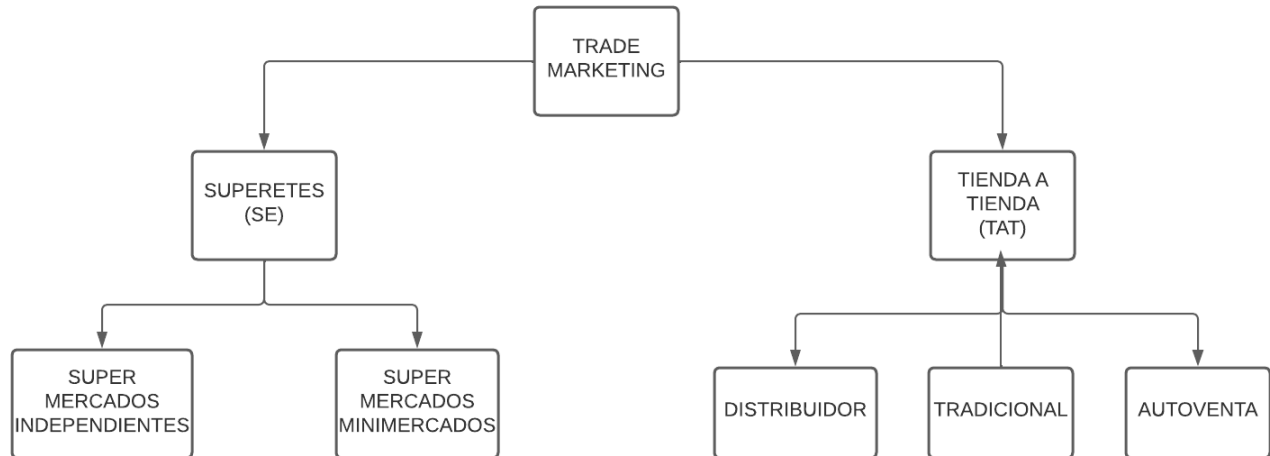 TRADE
MARKETING
SUPERETES
(SE)
TIENDA A
TIENDA
(TAT)
SUPER
MERCADOS
INDEPENDIENTES
SUPER
MERCADOS
MINIMERCADOS
DISTRIBUIDOR
TRADICIONAL
AUTOVENTA